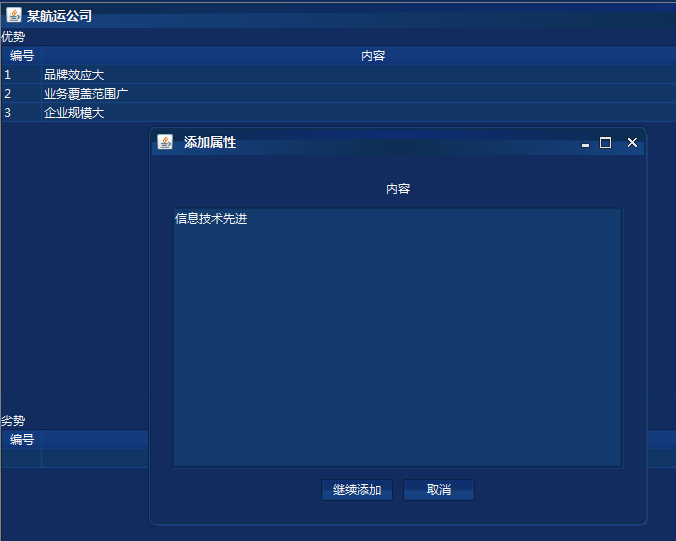 某航运公司
优势
编号 内容
1 品牌效应大
2 业务覆盖范围广
3 企业规模大
添加属性
内容
信息技术先进
继续添加 取消
劣势
编号